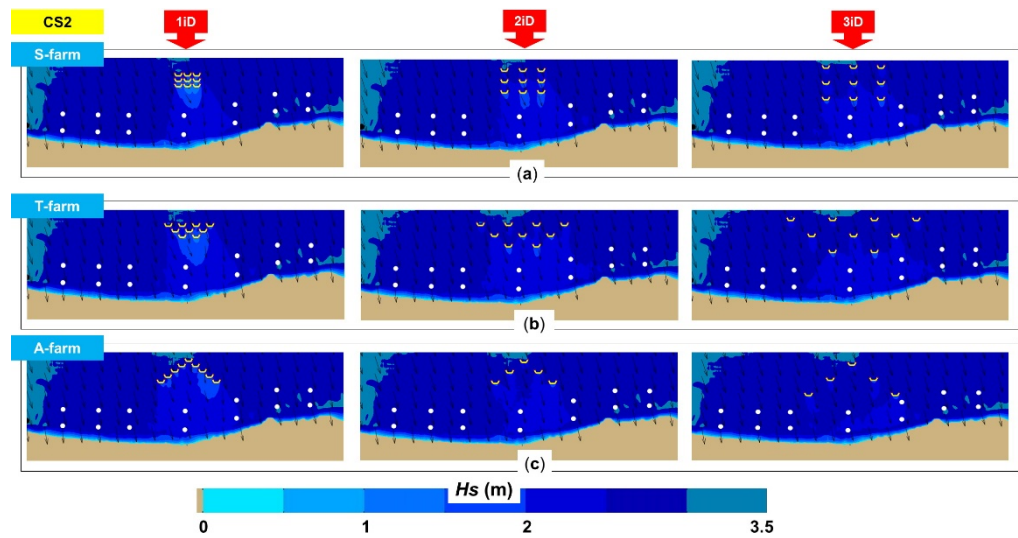 CS2 1iD 2iD 3iD
S-farm
(a)
T-farm
(b)
A-farm
(c)
Hs (m)
0 1 2 3.5